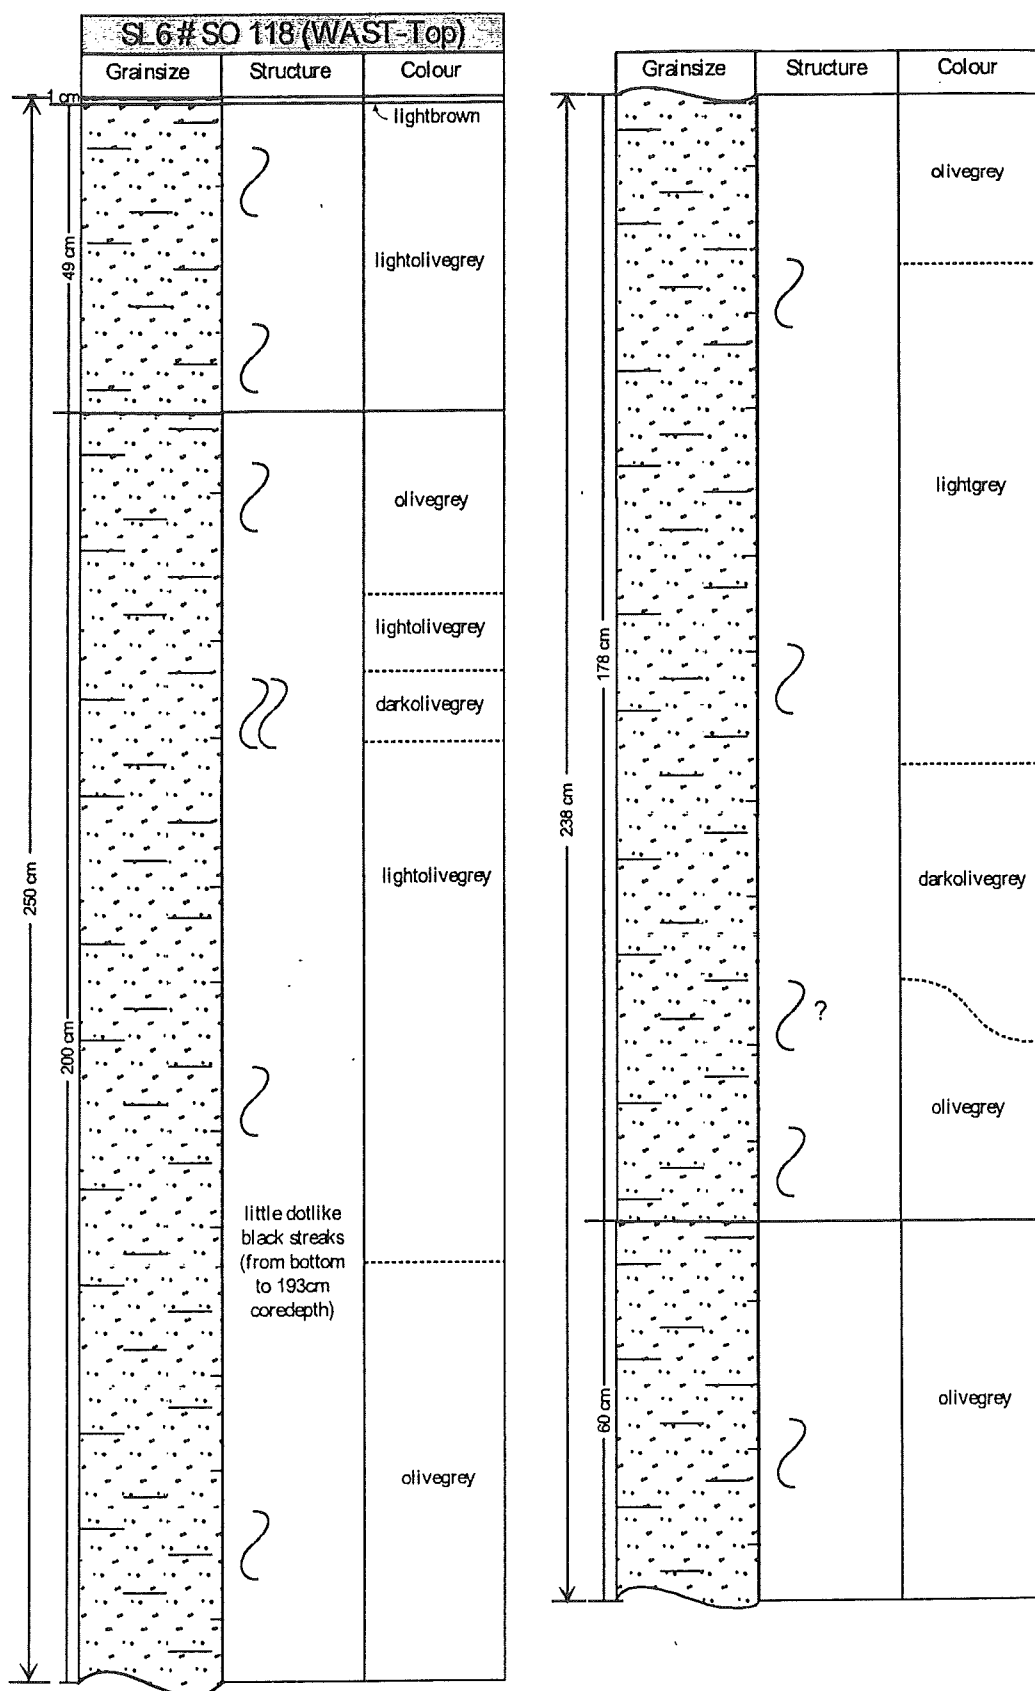 SL6 # SO 118 (WAST-Top)
Grainsize Structure Colour
1 cm
lightbrown
49 cm
lightolivegrey
olivegrey
lightolivegrey
darkolivegrey
250 cm
lightolivegrey
200 cm
little dotlike
black streaks
(from bottom
to 193cm
coredepth)
olivegrey
Grainsize Structure Colour
olivegrey
lightgrey
178 cm
238 cm
darkolivegrey
?
olivegrey
60 cm
olivegrey